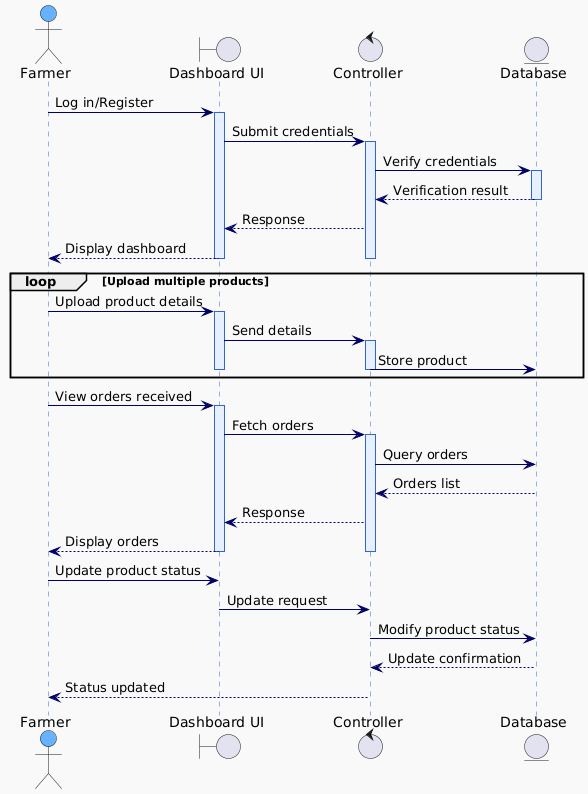 Farmer Dashboard UI Controller Database
Log in/Register
Submit credentials
Verify credentials
Verification result
Response
Display dashboard
loop [Upload multiple products]
Upload product details
Send details
Store product
View orders received
Fetch orders
Query orders
Orders list
Response
Display orders
Update product status
Update request
Modify product status
Update confirmation
Status updated
Farmer Dashboard UI Controller Database